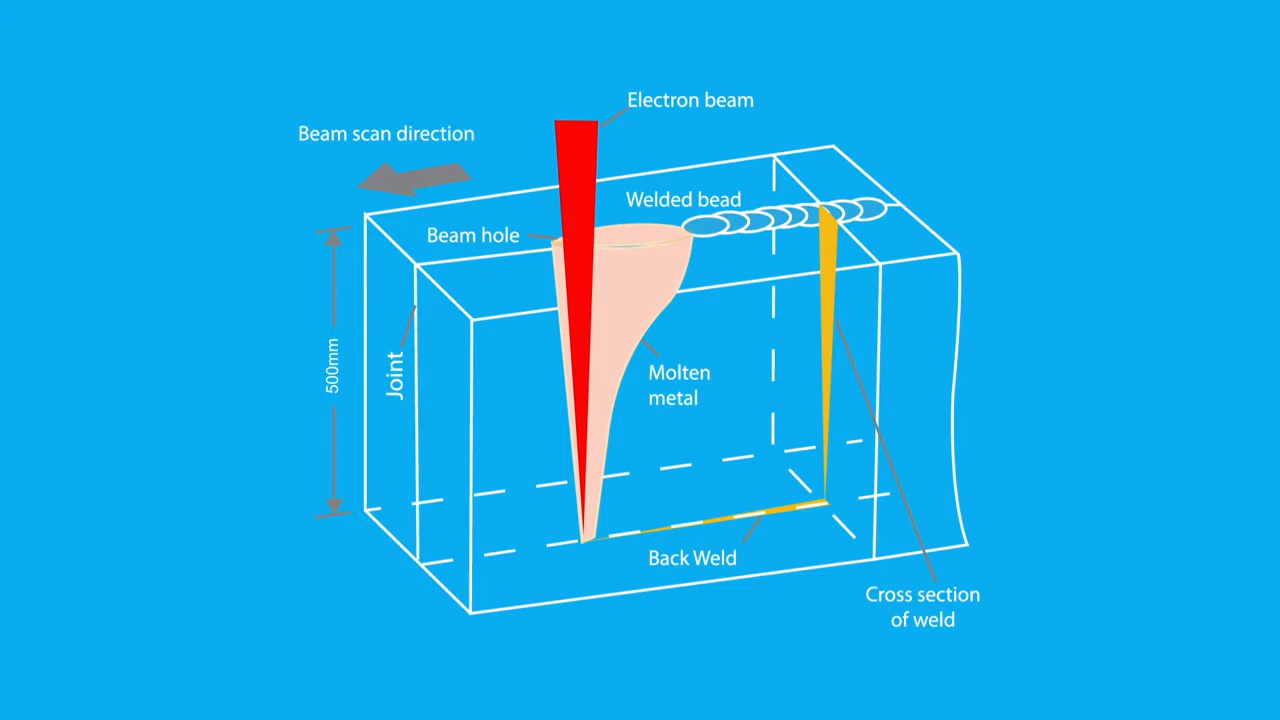 Electron beam
Beam scan direction
Welded bead
Beam hole
500mm
Joint
Molten
metal
Back Weld
Cross section
of weld